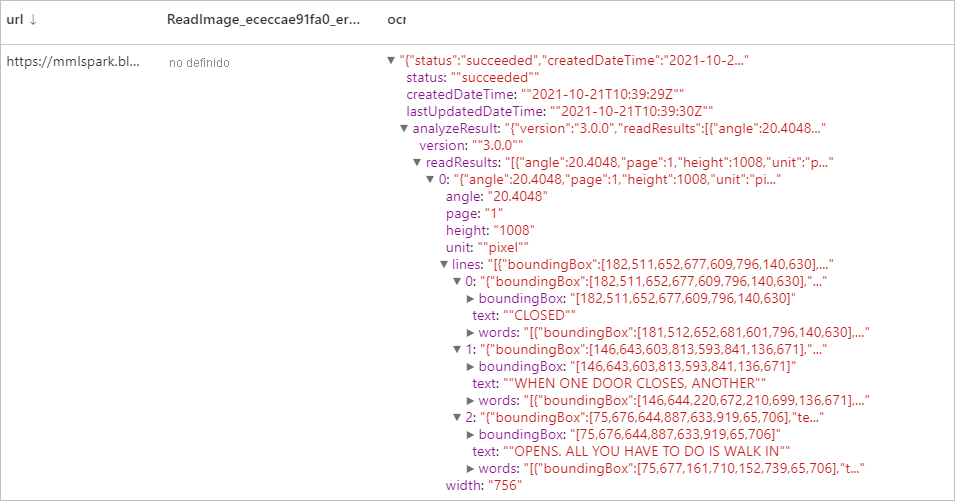 url ↓ ReadImage_ececcae91fa0_er... ocr
https://mmlspark.bl... no definido ▼ "{"status":"succeeded","createdDateTime":"2021-10-2..."
status: ""succeeded""
createdDateTime: ""2021-10-21T10:39:29Z""
lastUpdatedDateTime: ""2021-10-21T10:39:30Z""
▼ analyzeResult: "{"version":"3.0.0","readResults":[{"angle":20.4048..."
version: ""3.0.0""
▼ readResults: "[{"angle":20.4048,"page":1,"height":1008,"unit":"p..."
▼ 0: "{"angle":20.4048,"page":1,"height":1008,"unit":"pi..."
angle: "20.4048"
page: "1"
height: "1008"
unit: ""pixel""
▼ lines: "[{"boundingBox":[182,511,652,677,609,796,140,630],..."
▼ 0: "{"boundingBox":[182,511,652,677,609,796,140,630],"..."
▶ boundingBox: "[182,511,652,677,609,796,140,630]"
text: ""CLOSED""
▶ words: "[{"boundingBox":[181,512,652,681,601,796,140,630],..."
▼ 1: "{"boundingBox":[146,643,603,813,593,841,136,671],"..."
▶ boundingBox: "[146,643,603,813,593,841,136,671]"
text: ""WHEN ONE DOOR CLOSES, ANOTHER""
▶ words: "[{"boundingBox":[146,644,220,672,210,699,136,671],..."
▼ 2: "{"boundingBox":[75,676,644,887,633,919,65,706],"te..."
▶ boundingBox: "[75,676,644,887,633,919,65,706]"
text: ""OPENS. ALL YOU HAVE TO DO IS WALK IN""
▶ words: "[{"boundingBox":[75,677,161,710,152,739,65,706],"t..."
width: "756"